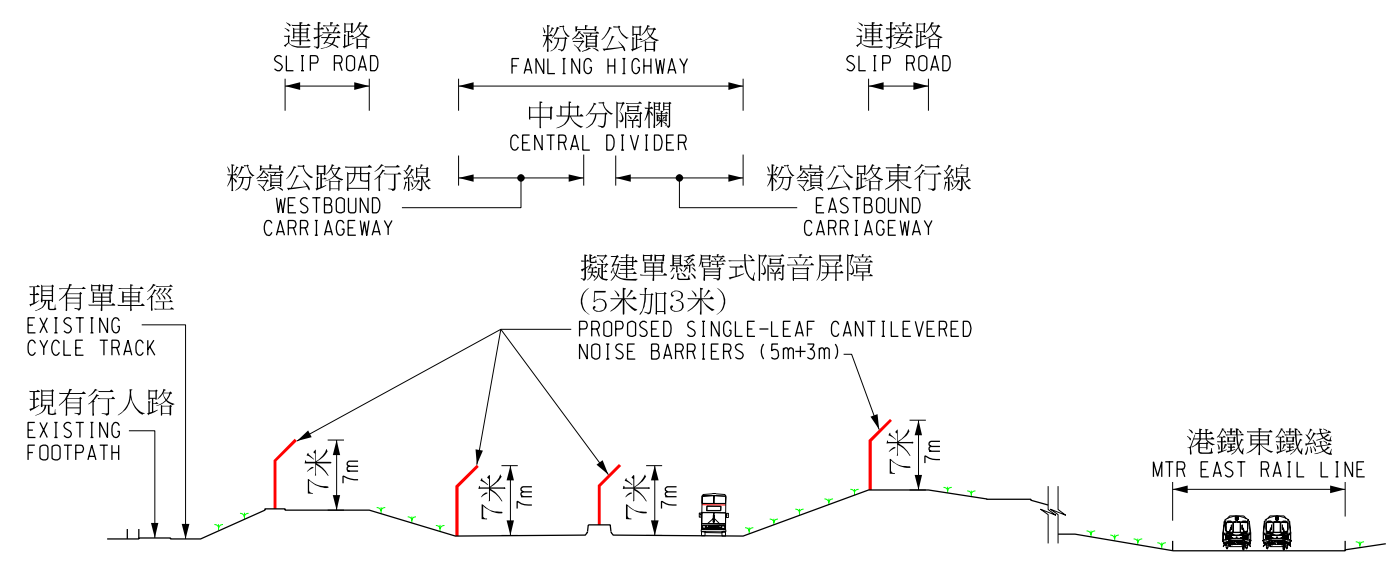 連接路
SLIP ROAD
粉嶺公路
FANLING HIGHWAY
連接路
SLIP ROAD
中央分隔欄
CENTRAL DIVIDER
粉嶺公路西行線
WESTBOUND
CARRIAGEWAY
粉嶺公路東行線
EASTBOUND
CARRIAGEWAY
擬建單懸臂式隔音屏障
(5米加3米)
PROPOSED SINGLE-LEAF CANTILEVERED
NOISE BARRIERS (5m+3m)
現有單車徑
EXISTING
CYCLE TRACK
現有行人路
EXISTING
FOOTPATH
7米
7m
7米
7m
7米
7m
7米
7m
港鐵東鐵綫
MTR EAST RAIL LINE